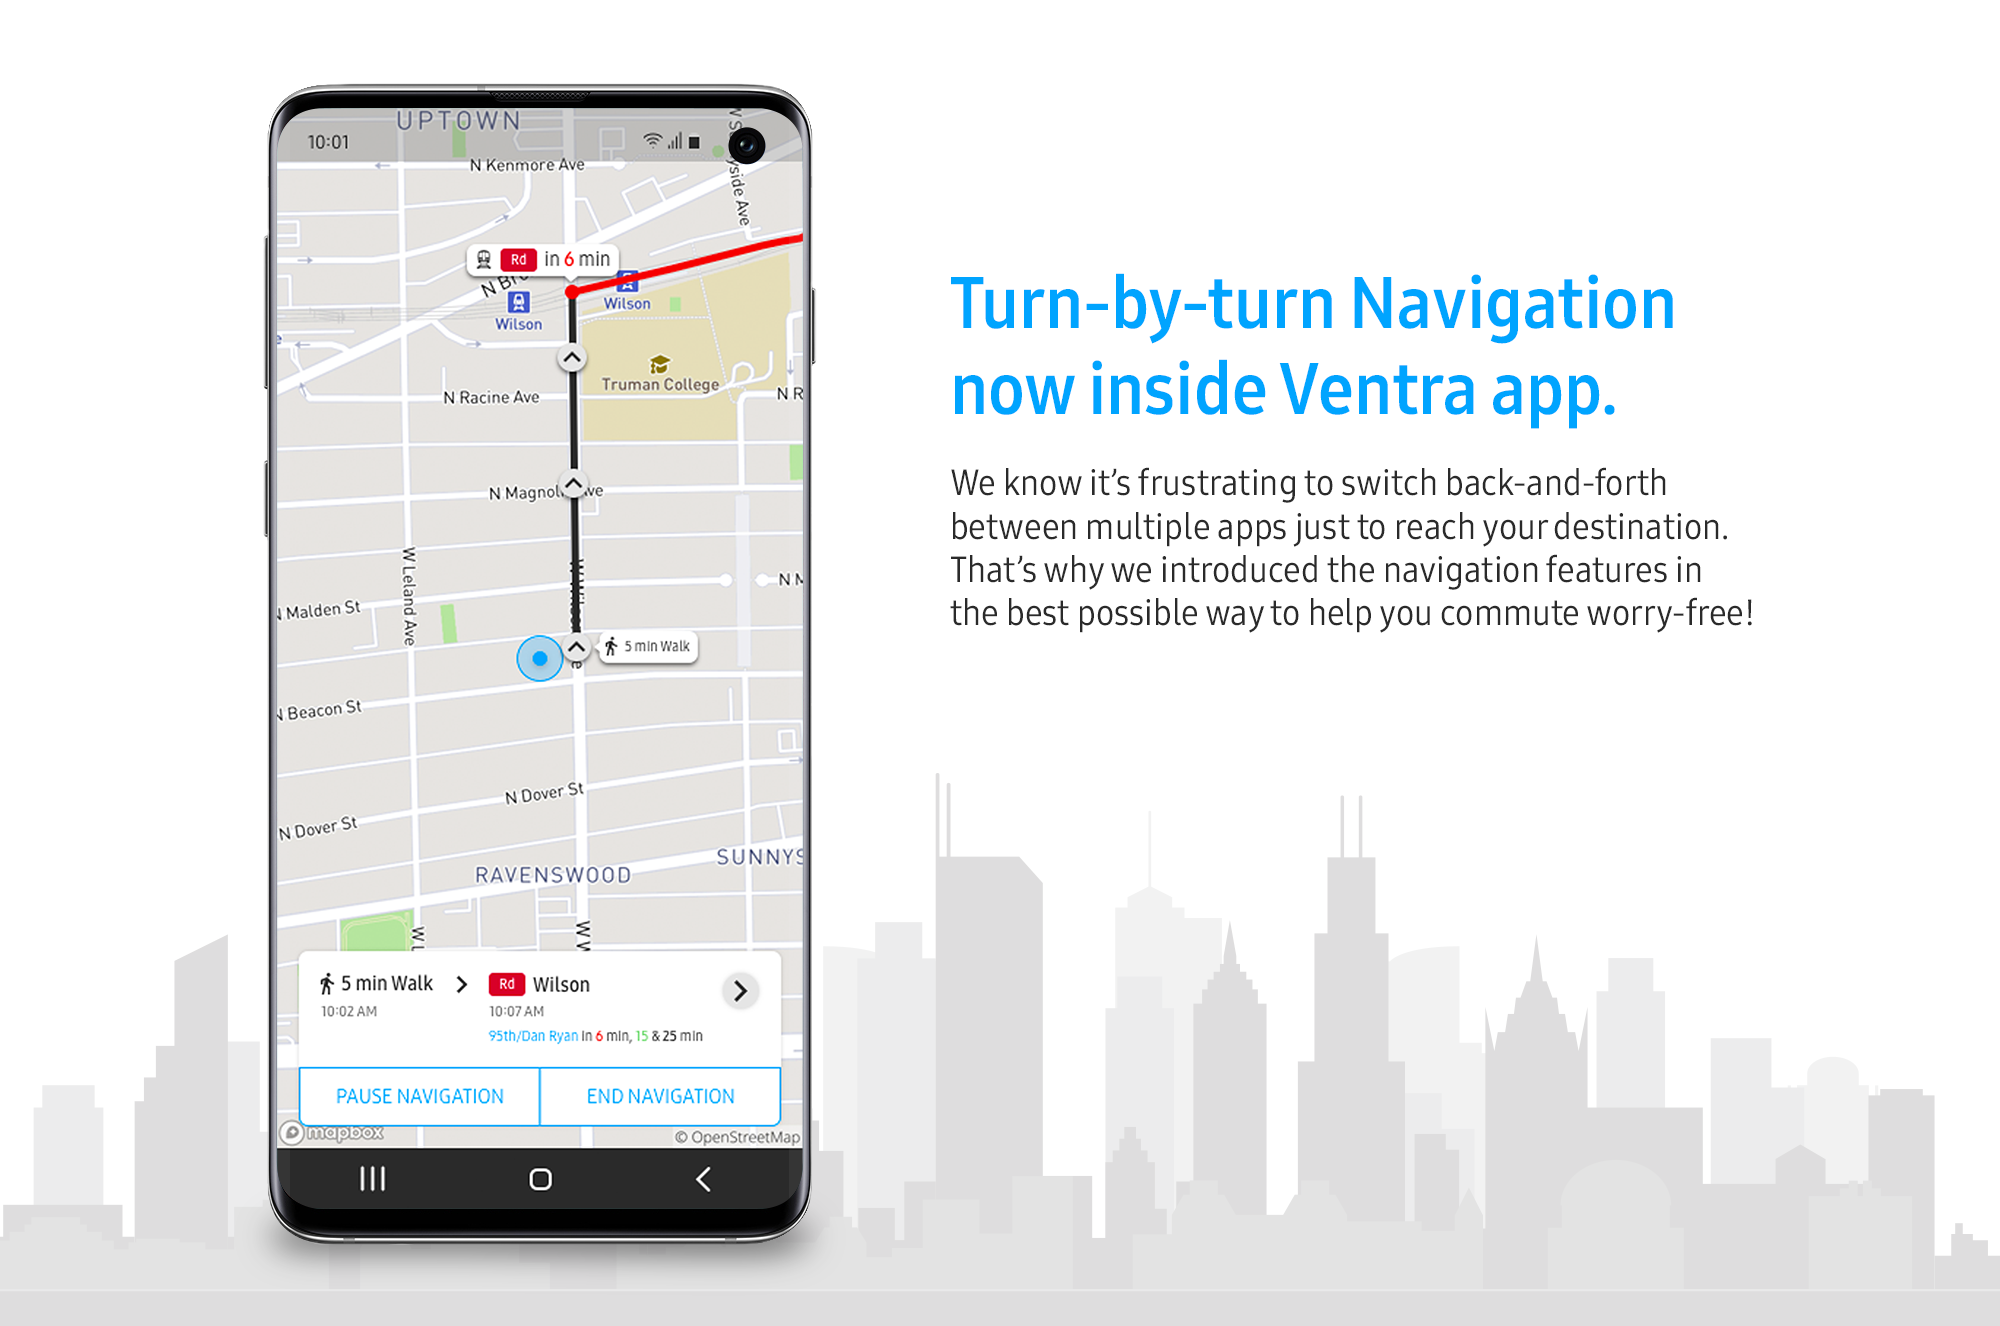 UPTOWN
10:01
N Kenmore Ave
yside Ave
Rd in 6 min
Wilson
Wilson
Truman College
N Racine Ave
N R
N Magnol
ve
W Leland Ave
N M
N Malden St
5 min Walk
e
N Beacon St
N Dover St
N Dover St
SUNNYS
RAVENSWOOD
W L
W V
5 min Walk > Rd Wilson
10:02 AM 10:07 AM
95th/Dan Ryan in 6 min, 15 & 25 min
PAUSE NAVIGATION END NAVIGATION
mapbox
© OpenStreetMap
Turn-by-turn Navigation
now inside Ventra app.
We know it's frustrating to switch back-and-forth
between multiple apps just to reach your destination.
That's why we introduced the navigation features in
the best possible way to help you commute worry-free!